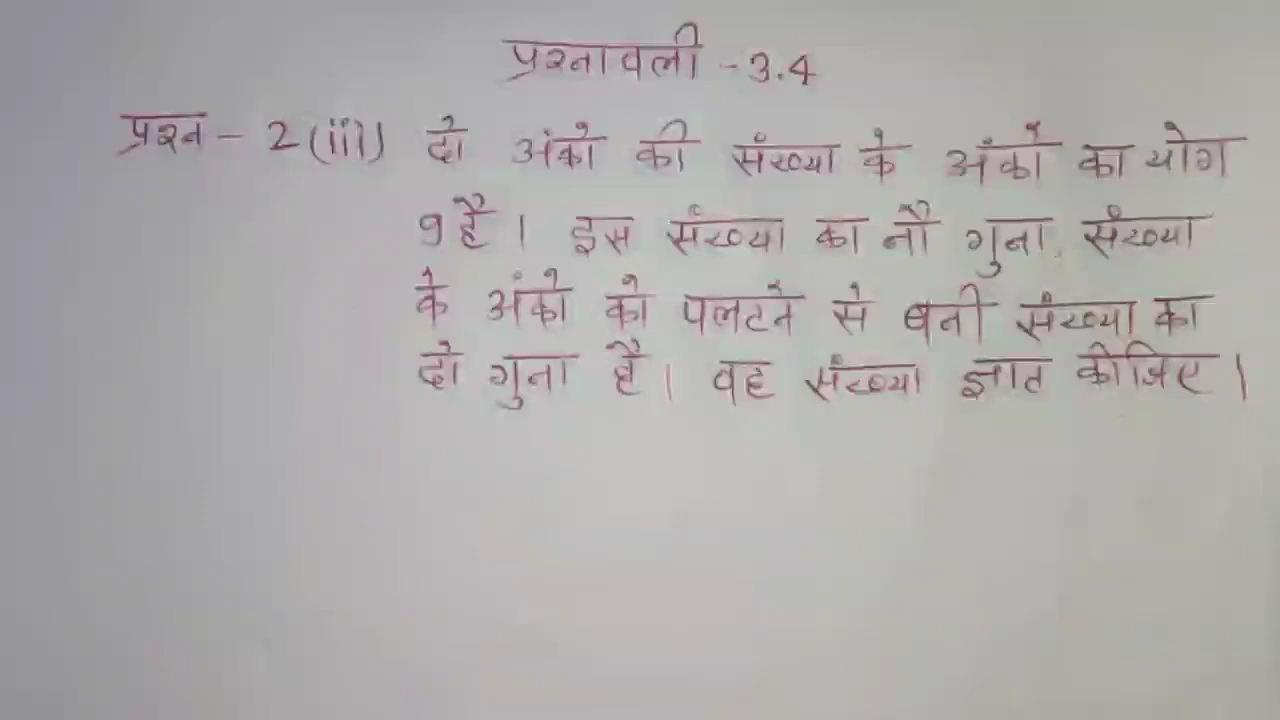 प्रश्नावली - 3.4
प्रश्न - 2 (iii) दो अंको की संख्या के अंकों का योग
9 है। इस संख्या का नौ गुना, संख्या
के अंको को पलटने से बनी संख्या का
दो गुना है। वह संख्या ज्ञात कीजिए।